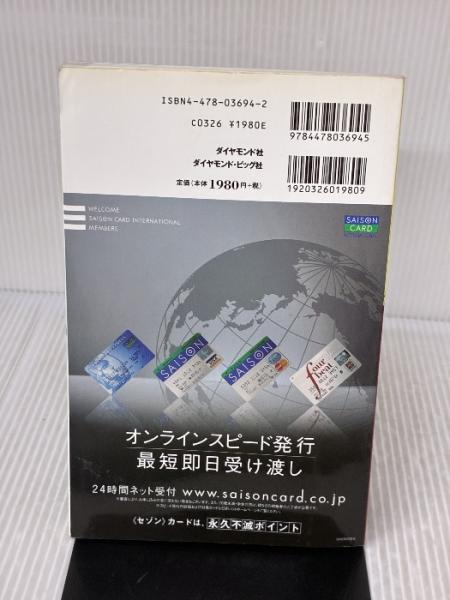 ISBN4-478-03694-2
C0326 ¥1980E
9784478036945
ダイヤモンド社
ダイヤモンド・ビッグ社
定価(本体1980円+税)
1920326019809
WELCOME
SAISON CARD INTERNATIONAL
MEMBERS
SAISON
CARD
SAISON
SAISON
four
beat
オンラインスピード発行
最短即日受け渡し
24時間ネット受付 www.saisoncard.co.jp
《セゾン》カードは、永久不滅ポイント